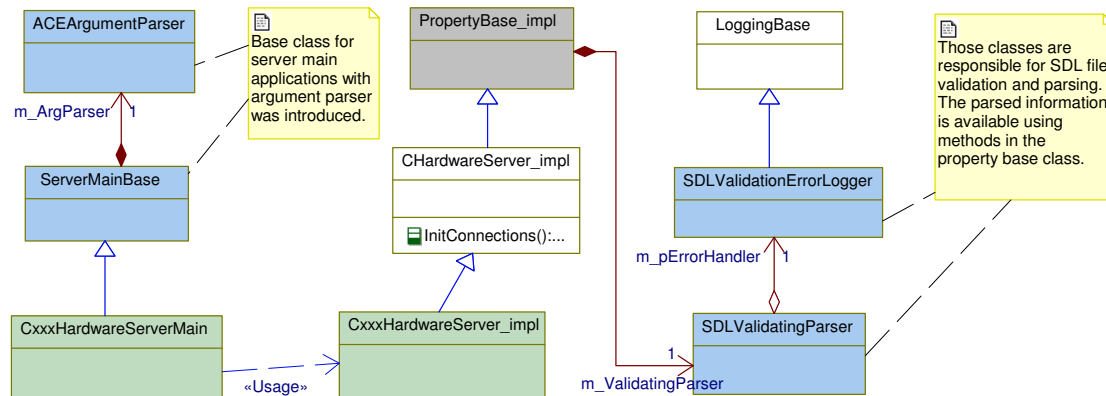 ACEArgumentParser
m_ArgParser
1
ServerMainBase
CxxxHardwareServerMain
«Usage»
Base class for
server main
applications with
argument parser
was introduced.
PropertyBase_impl
CHardwareServer_impl
InitConnections():...
CxxxHardwareServer_impl
LoggingBase
SDLValidationErrorLogger
m_pErrorHandler
1
SDLValidatingParser
1
m_ValidatingParser
Those classes are
responsible for SDL file
validation and parsing.
The parsed information
is available using
methods in the
property base class.